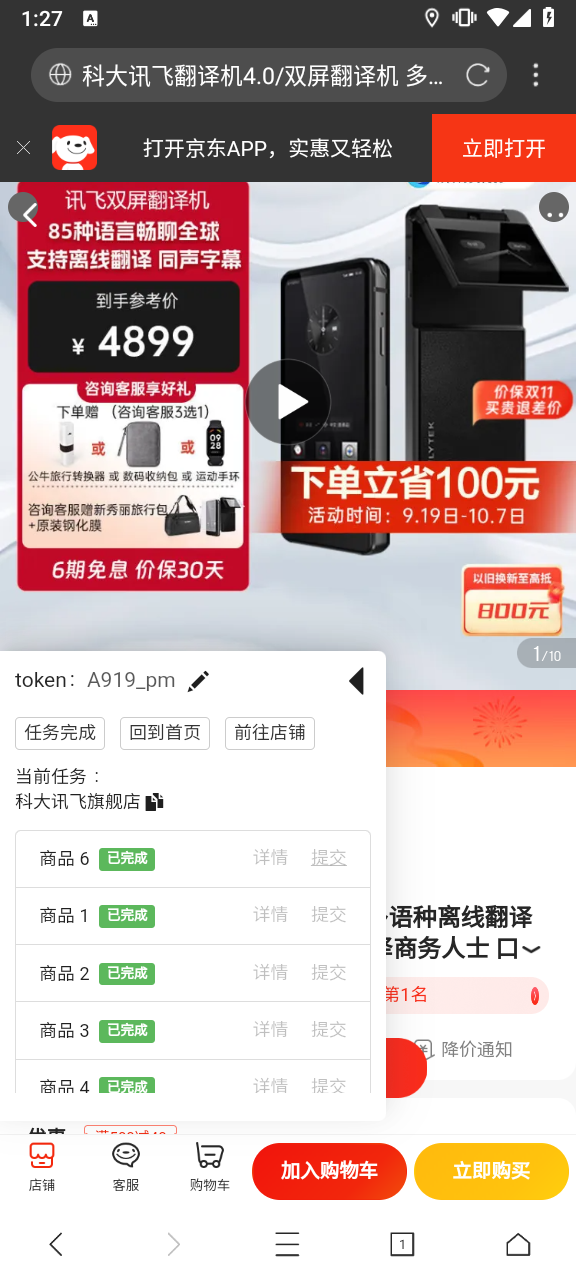 1:27
A
科大讯飞翻译机4.0/双屏翻译机 多...
打开京东APP，实惠又轻松
立即打开
讯飞双屏翻译机
85种语言畅聊全球
支持离线翻译 同声字幕
到手参考价
¥ 4899
咨询客服享好礼
下单赠 （咨询客服3选1）
或 或
09
28
公牛旅行转换器 或 数码收纳包 或 运动手环
咨询客服赠新秀丽旅行包
+原装钢化膜
6期免息 价保30天
价保双11
买贵退差价
LYTEK
下单立省100元
活动时间：9.19日-10.7日
以旧换新至高抵
800元
1/10
token： A919_pm
任务完成 回到首页 前往店铺
当前任务：
科大讯飞旗舰店
商品 6 已完成 详情 提交
商品 1 已完成 详情 提交
商品 2 已完成 详情 提交
商品 3 已完成 详情 提交
商品 4 已完成 详情 提交
语种离线翻译
译商务人士 口
第1名
降价通知
优惠
店铺 客服 购物车 加入购物车 立即购买
1